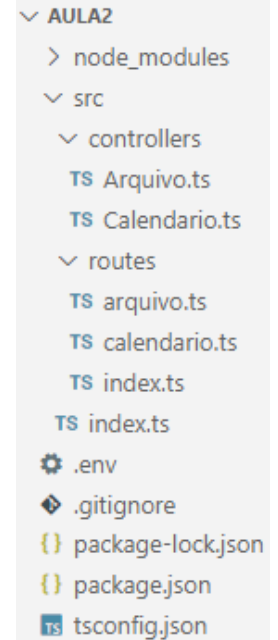 AULA2
node_modules
src
controllers
TS Arquivo.ts
TS Calendario.ts
routes
TS arquivo.ts
TS calendario.ts
TS index.ts
TS index.ts
.env
.gitignore
{} package-lock.json
{} package.json
TS tsconfig.json